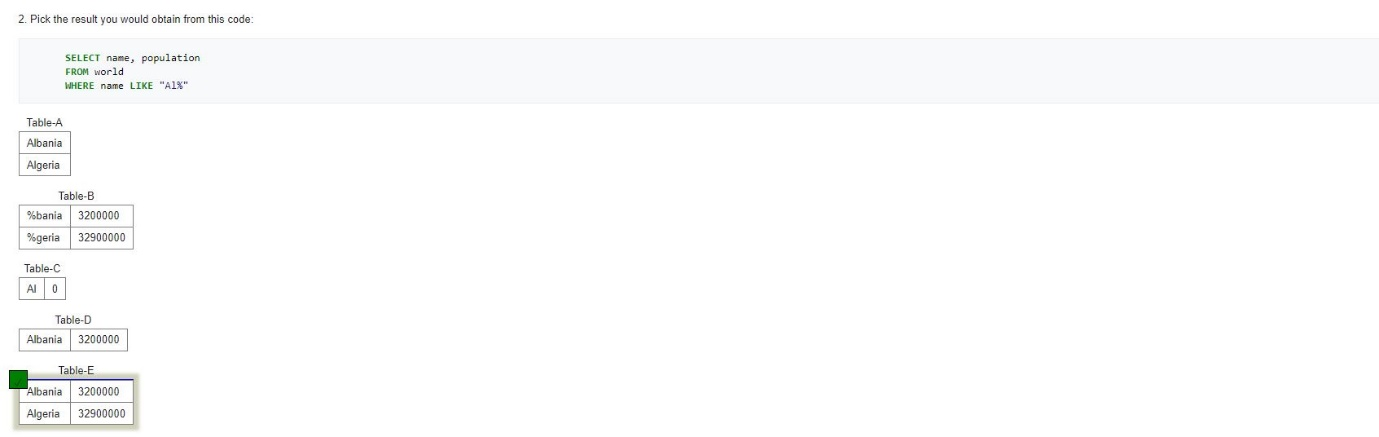 2. Pick the result you would obtain from this code:
SELECT name, population
FROM world
WHERE name LIKE "Al%"
Table-A
Albania
Algeria
Table-B
%bania 3200000
%geria 32900000
Table-C
Al 0
Table-D
Albania 3200000
Table-E
Albania 3200000
Algeria 32900000